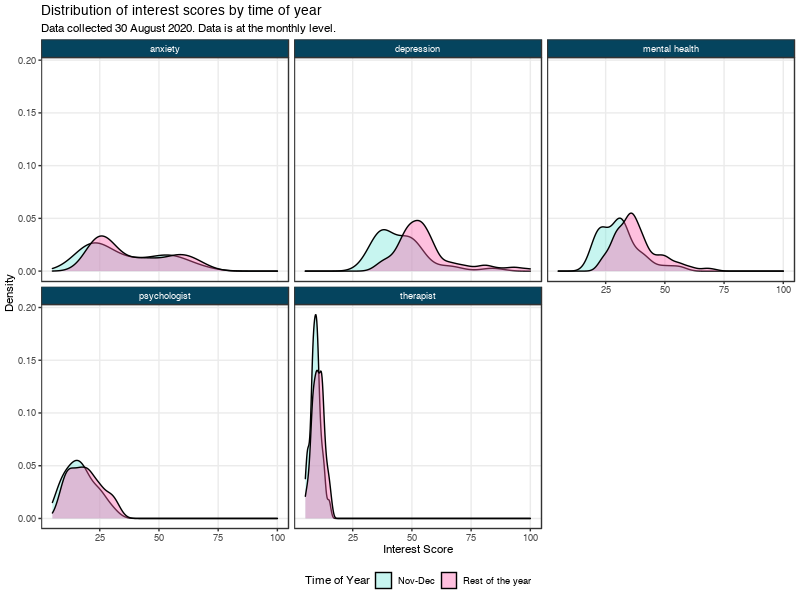 Distribution of interest scores by time of year
Data collected 30 August 2020. Data is at the monthly level.
anxiety depression mental health
0.20
0.15
0.10
0.05
0.00
25 50 75 100
psychologist therapist
0.20
0.15
0.10
0.05
0.00
25 50 75 100 25 50 75 100
Density
Interest Score
Time of Year Nov-Dec Rest of the year